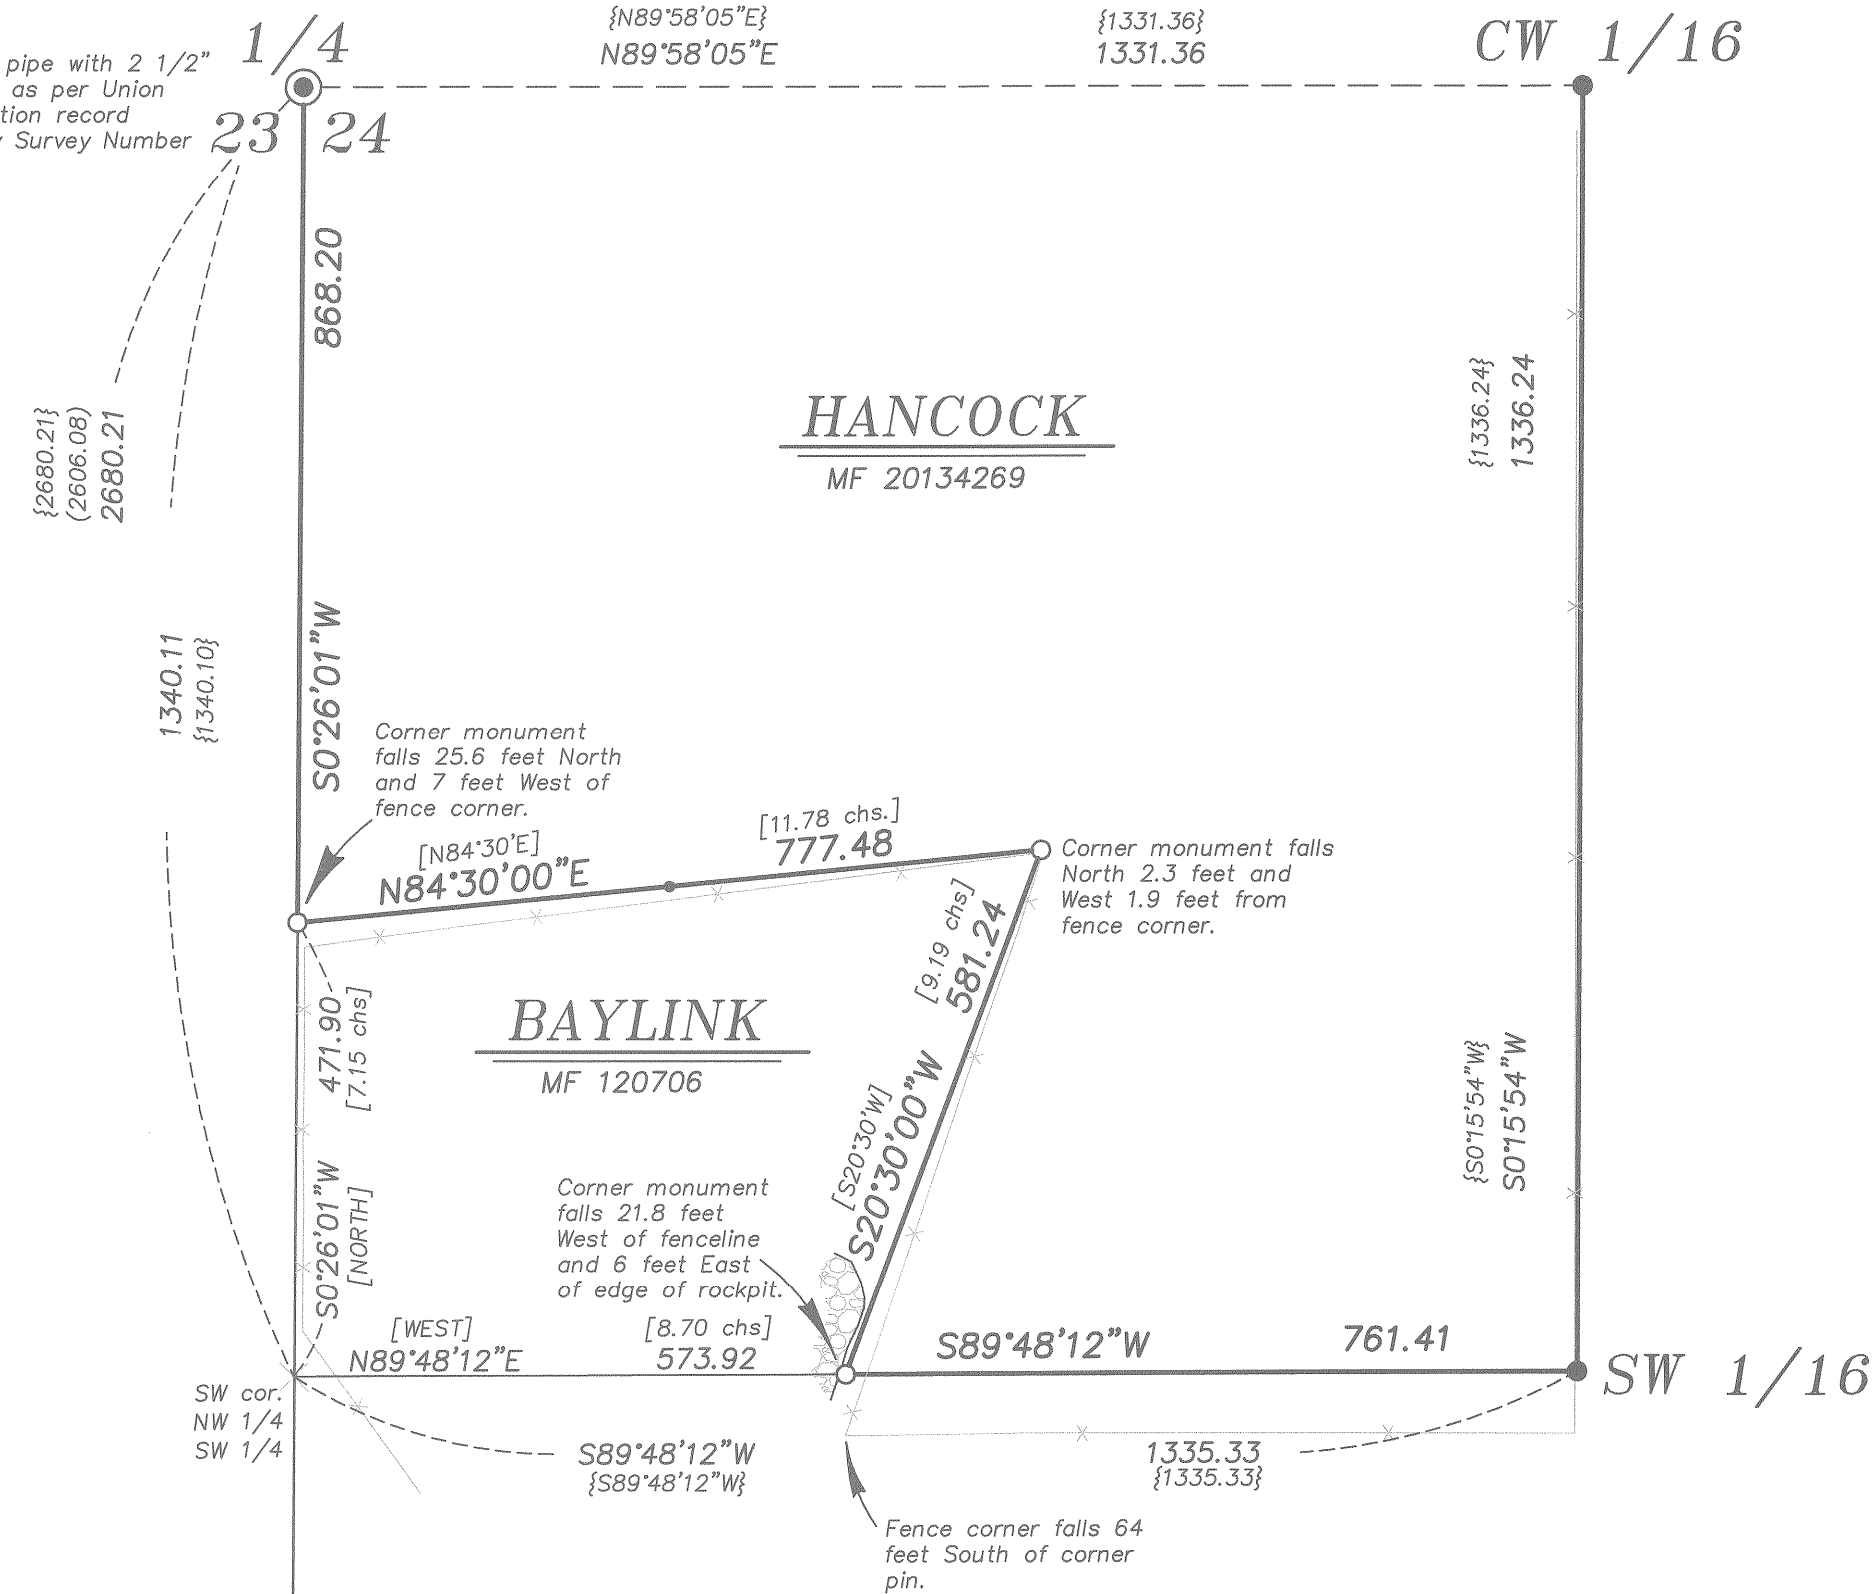 {N89°58'05"E}
N89°58'05"E
{1331.36}
1331.36
1/4
CW 1/16
pipe with 2 1/2"
as per Union
tion record
Survey Number
23 24
868.20
S0°26'01"W
{2680.21}
(2606.08)
2680.21
1340.11
{1340.10}
HANCOCK
MF 20134269
{1336.24}
1336.24
{S0°15'54"W}
S0°15'54"W
Corner monument
falls 25.6 feet North
and 7 feet West of
fence corner.
[N84°30'E]
N84°30'00"E
[11.78 chs.]
777.48
Corner monument falls
North 2.3 feet and
West 1.9 feet from
fence corner.
[9.19 chs]
581.24
[S20°30'W]
S20°30'00"W
471.90
[7.15 chs]
S0°26'01"W
[NORTH]
BAYLINK
MF 120706
Corner monument
falls 21.8 feet
West of fenceline
and 6 feet East
of edge of rockpit.
[WEST]
N89°48'12"E
[8.70 chs]
573.92
S89°48'12"W
761.41
SW 1/16
SW cor.
NW 1/4
SW 1/4
S89°48'12"W
{S89°48'12"W}
1335.33
{1335.33}
Fence corner falls 64
feet South of corner
pin.